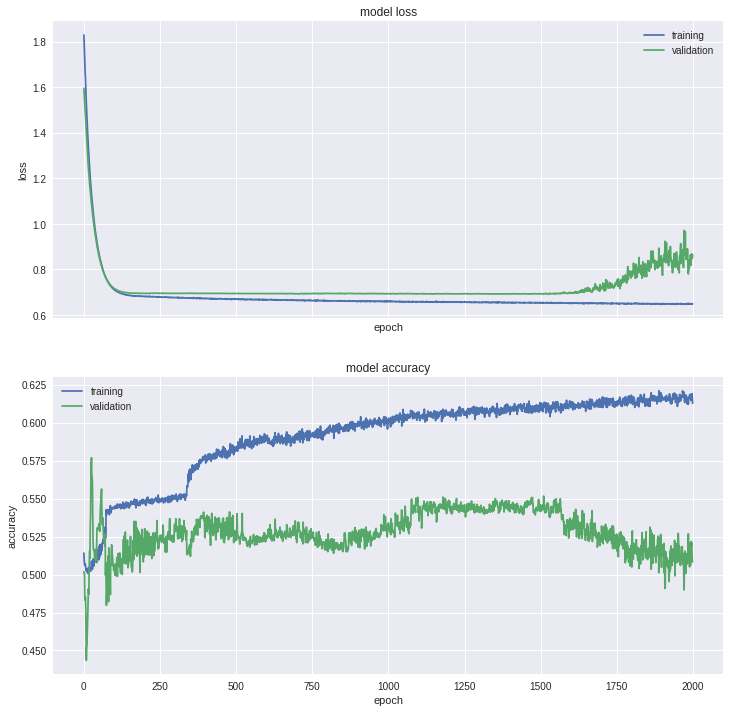 model loss
1.8
1.6
1.4
1.2
1.0
0.8
0.6
loss
training
validation
epoch
model accuracy
0.625
0.600
0.575
0.550
0.525
0.500
0.475
0.450
accuracy
training
validation
0 250 500 750 1000 1250 1500 1750 2000
epoch